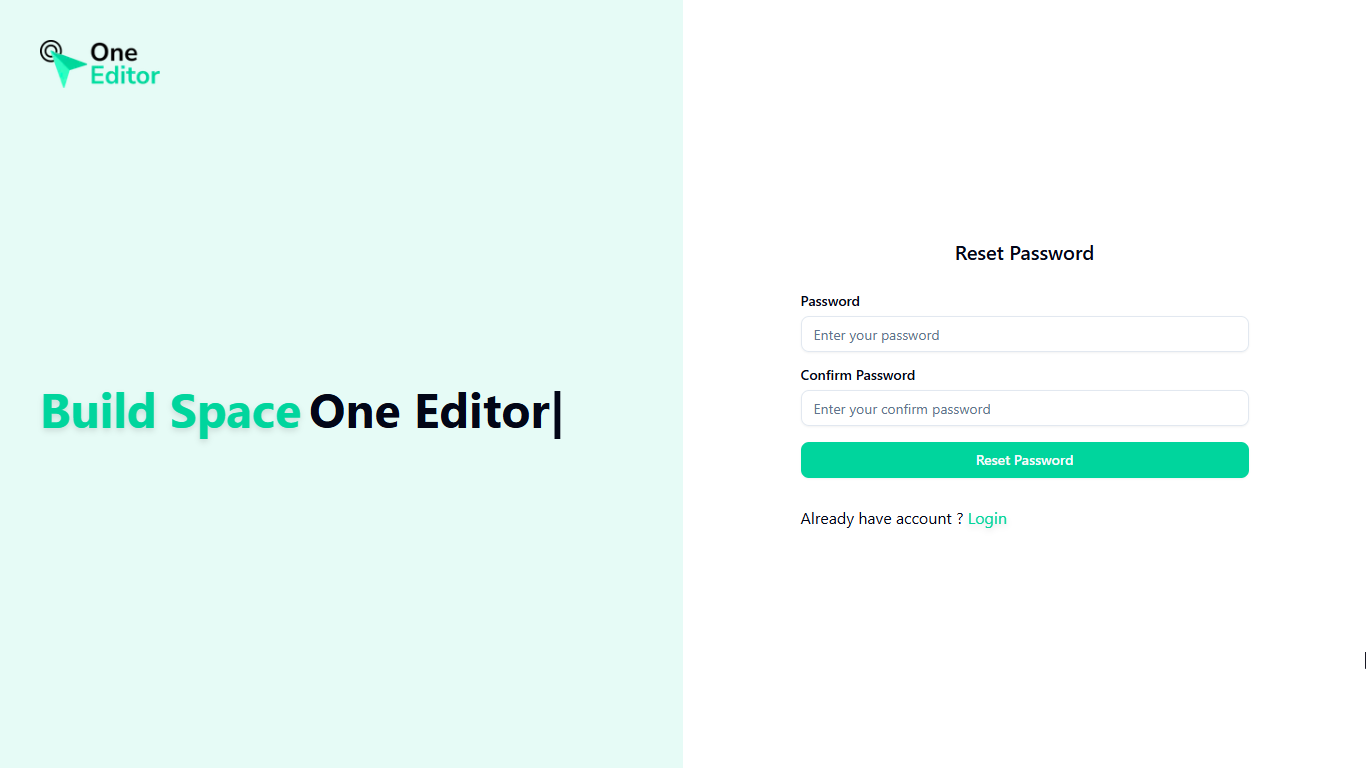 One
Editor
Build Space One Editor|
Reset Password
Password
Enter your password
Confirm Password
Enter your confirm password
Reset Password
Already have account ? Login